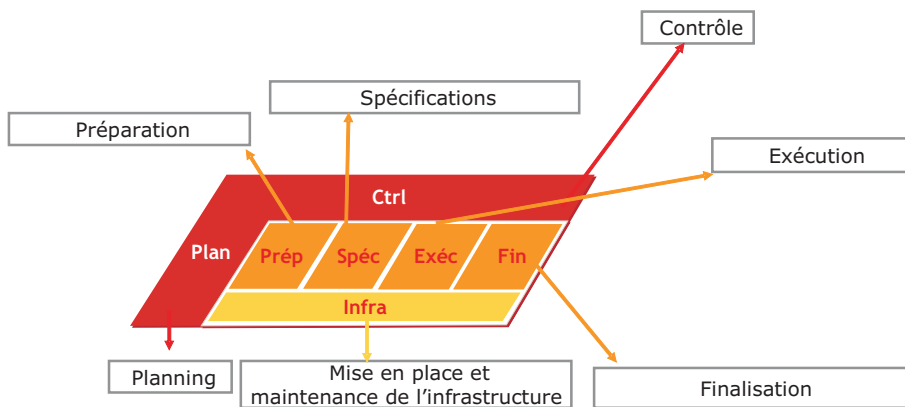 Contrôle
Spécifications
Préparation
Exécution
Ctrl
Plan
Prép
Spéc
Exéc
Fin
Infra
Planning
Mise en place et
maintenance de l’infrastructure
Finalisation